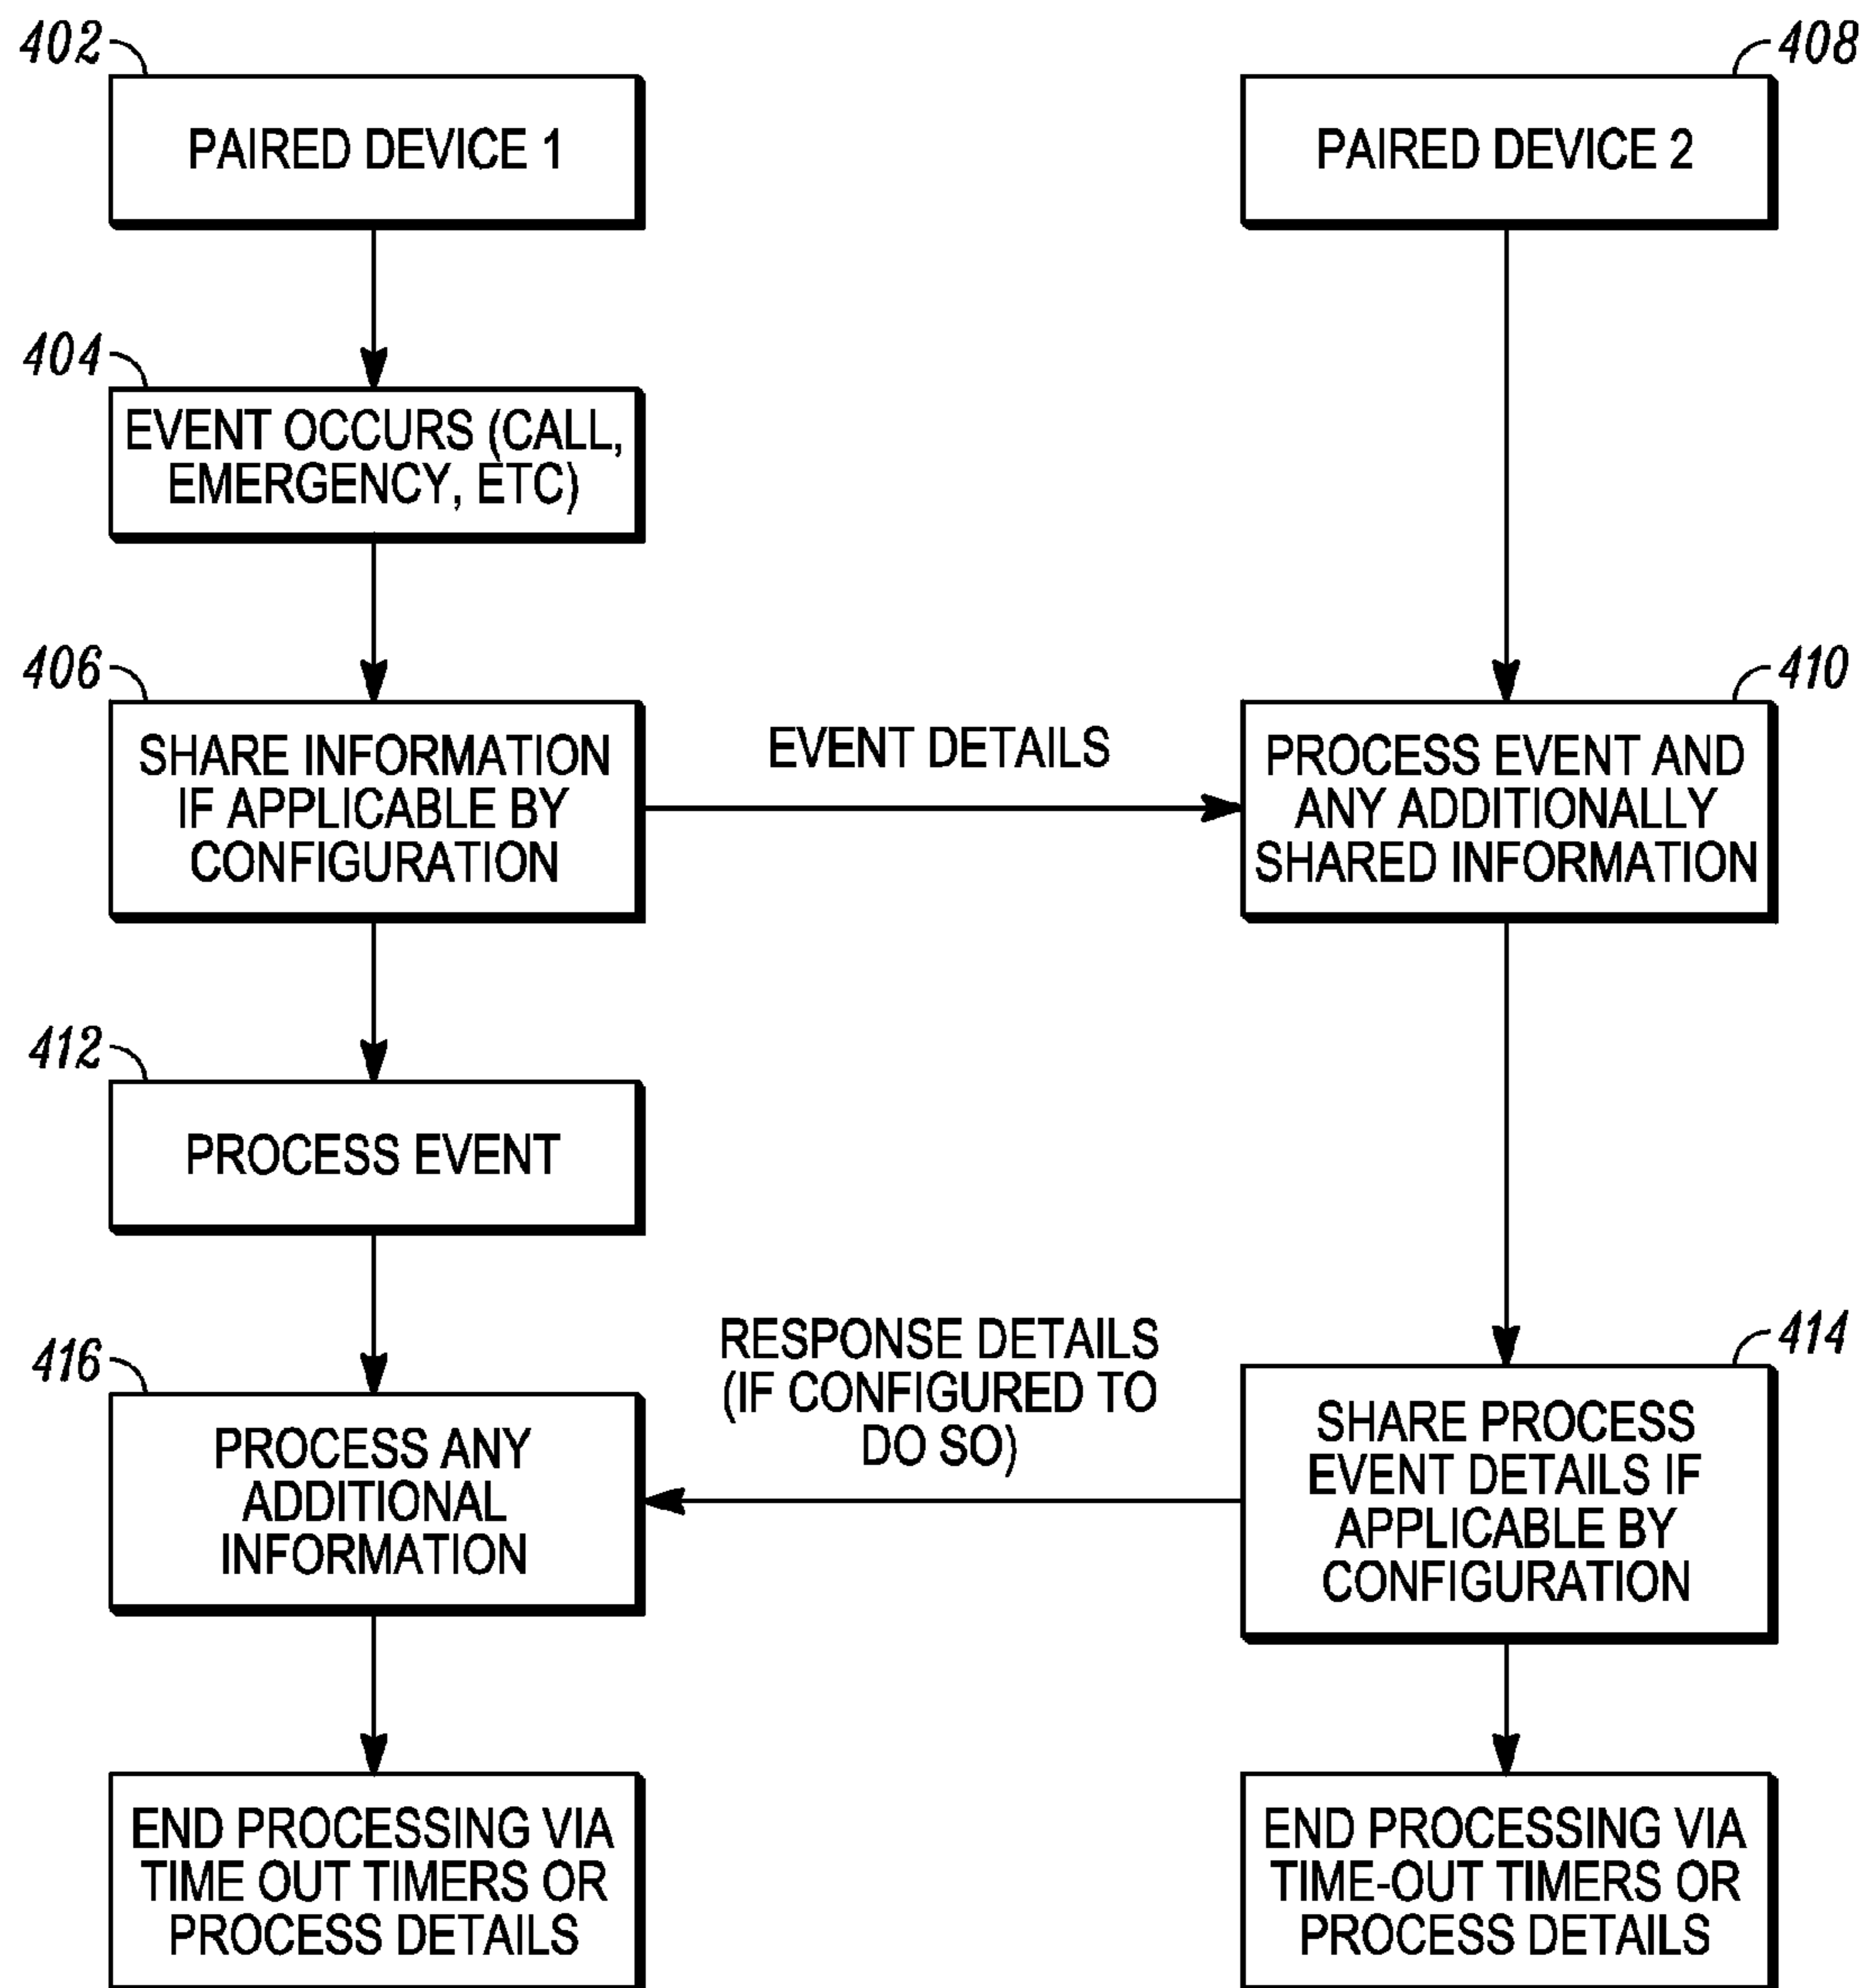 402
PAIRED DEVICE 1
408
PAIRED DEVICE 2
404
EVENT OCCURS (CALL,
EMERGENCY, ETC)
406
SHARE INFORMATION
IF APPLICABLE BY
CONFIGURATION
EVENT DETAILS
410
PROCESS EVENT AND
ANY ADDITIONALLY
SHARED INFORMATION
412
PROCESS EVENT
416
PROCESS ANY
ADDITIONAL
INFORMATION
RESPONSE DETAILS
(IF CONFIGURED TO
DO SO)
414
SHARE PROCESS
EVENT DETAILS IF
APPLICABLE BY
CONFIGURATION
END PROCESSING VIA
TIME OUT TIMERS OR
PROCESS DETAILS
END PROCESSING VIA
TIME-OUT TIMERS OR
PROCESS DETAILS